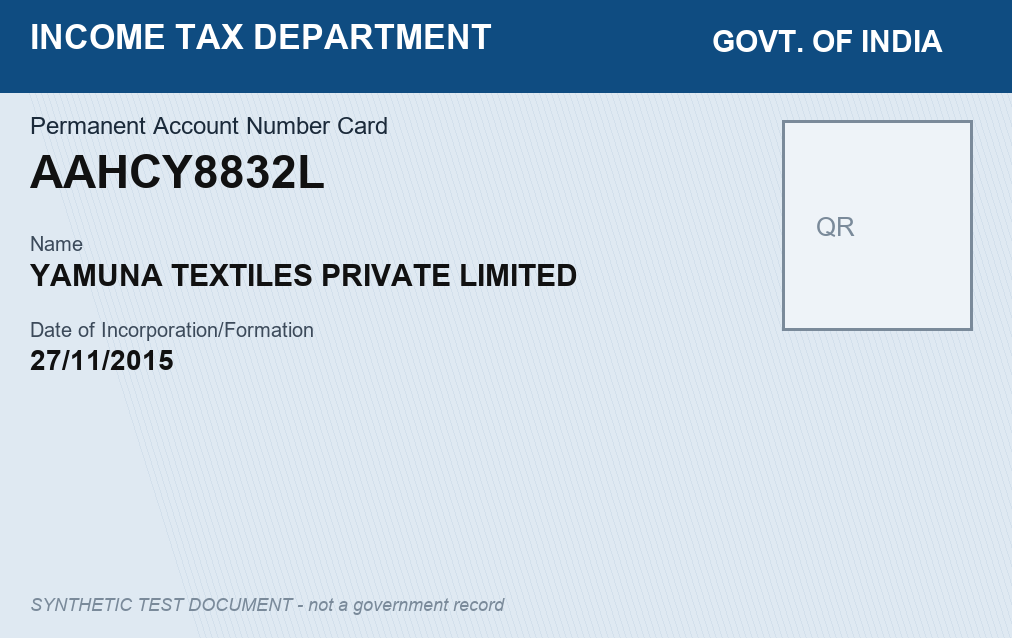 INCOME TAX DEPARTMENT
GOVT. OF INDIA
Permanent Account Number Card
AAHCY8832L
QR
Name
YAMUNA TEXTILES PRIVATE LIMITED
Date of Incorporation/Formation
27/11/2015
SYNTHETIC TEST DOCUMENT - not a government record